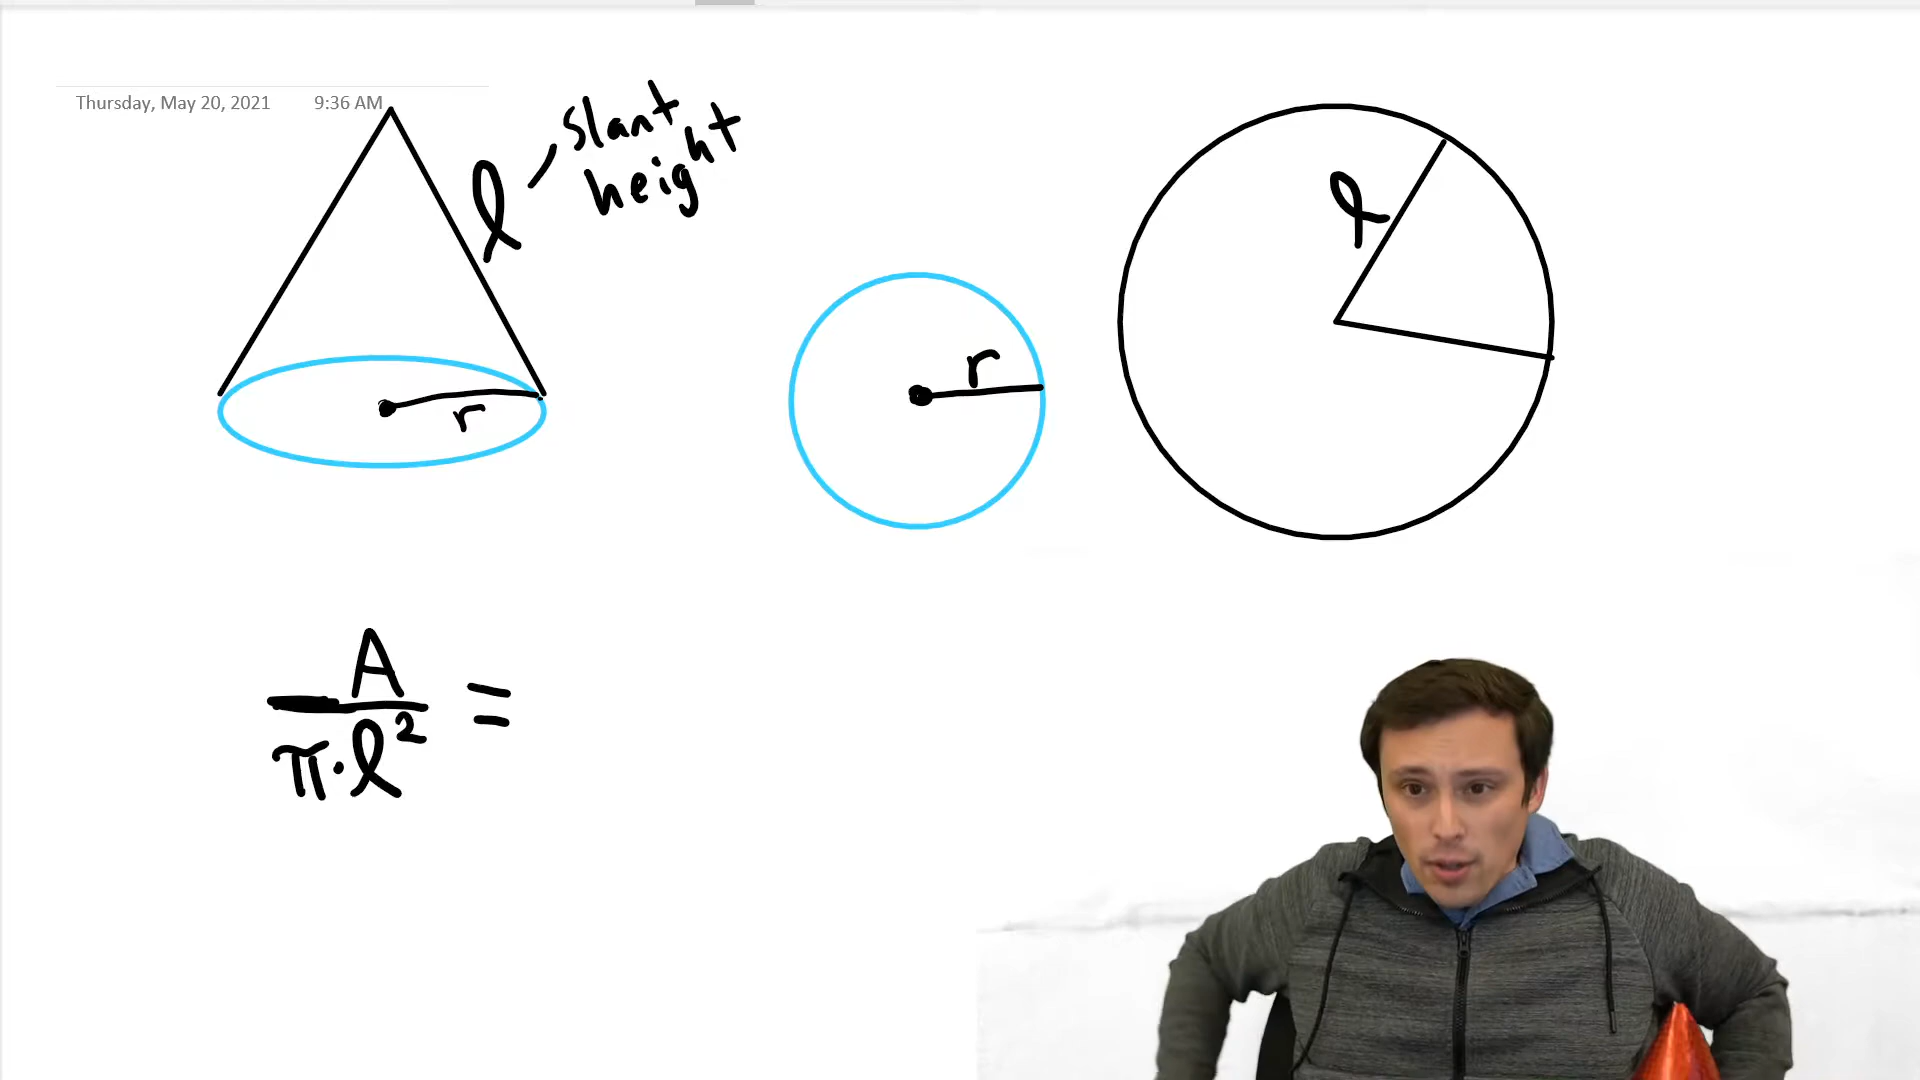 Thursday, May 20, 2021 9:36 AM
slant
height
ℓ
r
r
ℓ
A
π·ℓ² =